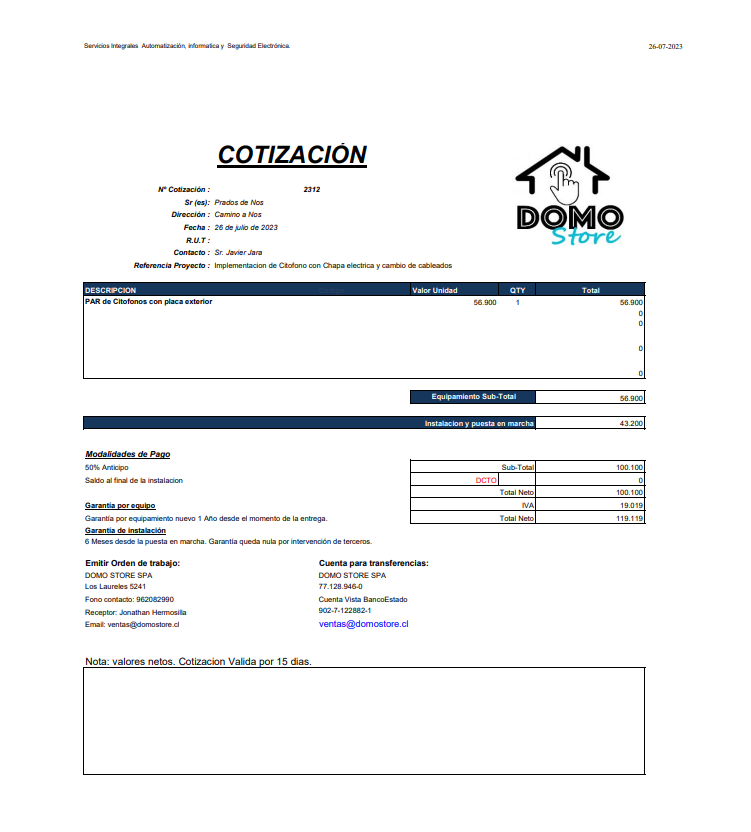 Servicios Integrales Automatización, informatica y Seguridad Electrónica. 26-07-2023
COTIZACIÓN
DOMO
Store
Nº Cotización : 2312
Sr (es): Prados de Nos
Dirección : Camino a Nos
Fecha : 26 de julio de 2023
R.U.T :
Contacto : Sr. Javier Jara
Referencia Proyecto : Implementacion de Citofono con Chapa electrica y cambio de cableados
DESCRIPCION Valor Unidad QTY Total
PAR de Citofonos con placa exterior 56.900 1 56.900
0
0
0
0
Equipamiento Sub-Total 56.900
Instalacion y puesta en marcha 43.200
Modalidades de Pago
50% Anticipo Sub-Total 100.100
Saldo al final de la instalacion DCTO 0
Total Neto 100.100
Garantia por equipo IVA 19.019
Garantía por equipamiento nuevo 1 Año desde el momento de la entrega. Total Neto 119.119
Garantia de instalación
6 Meses desde la puesta en marcha. Garantía queda nula por intervención de terceros.
Emitir Orden de trabajo: Cuenta para transferencias:
DOMO STORE SPA DOMO STORE SPA
Los Laureles 5241 77.128.946-0
Fono contacto: 962082990 Cuenta Vista BancoEstado
Receptor: Jonathan Hermosilla 902-7-122882-1
Email: ventas@domostore.cl ventas@domostore.cl
Nota: valores netos. Cotizacion Valida por 15 dias.